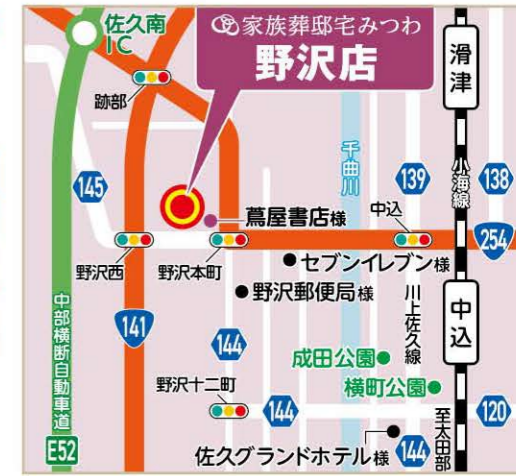 佐久南
IC
家族葬邸宅みつわ
野沢店
滑津
跡部
千曲川
小海線
145
139
138
蔦屋書店様
中込
254
野沢西
野沢本町
セブンイレブン様
野沢郵便局様
川上佐久線
中込
141
中部横断自動車道
144
成田公園
横町公園
野沢十二町
144
120
至太田部
E52
佐久グランドホテル様
144